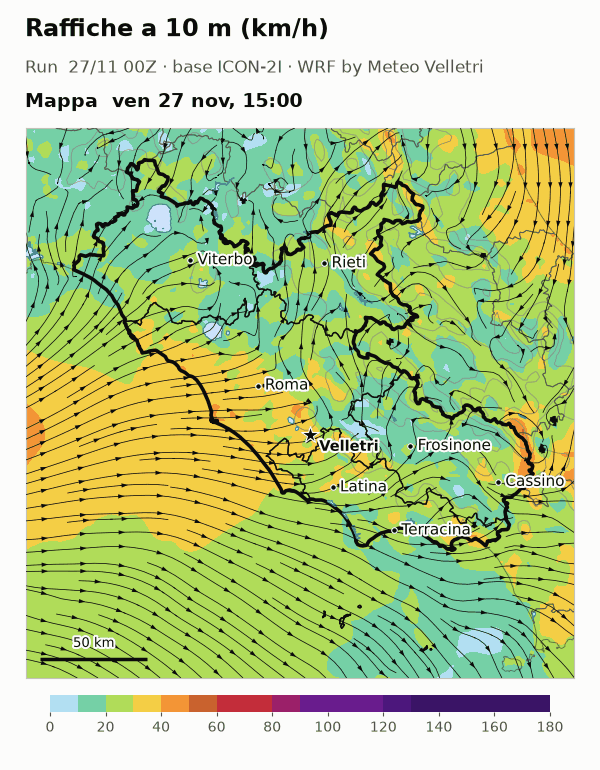 Raffiche a 10 m (km/h)
Run 27/11 00Z · base ICON-2I · WRF by Meteo Velletri
Mappa ven 27 nov, 15:00
Viterbo
Rieti
Roma
Velletri
Frosinone
Cassino
Latina
Terracina
50 km
0 20 40 60 80 100 120 140 160 180